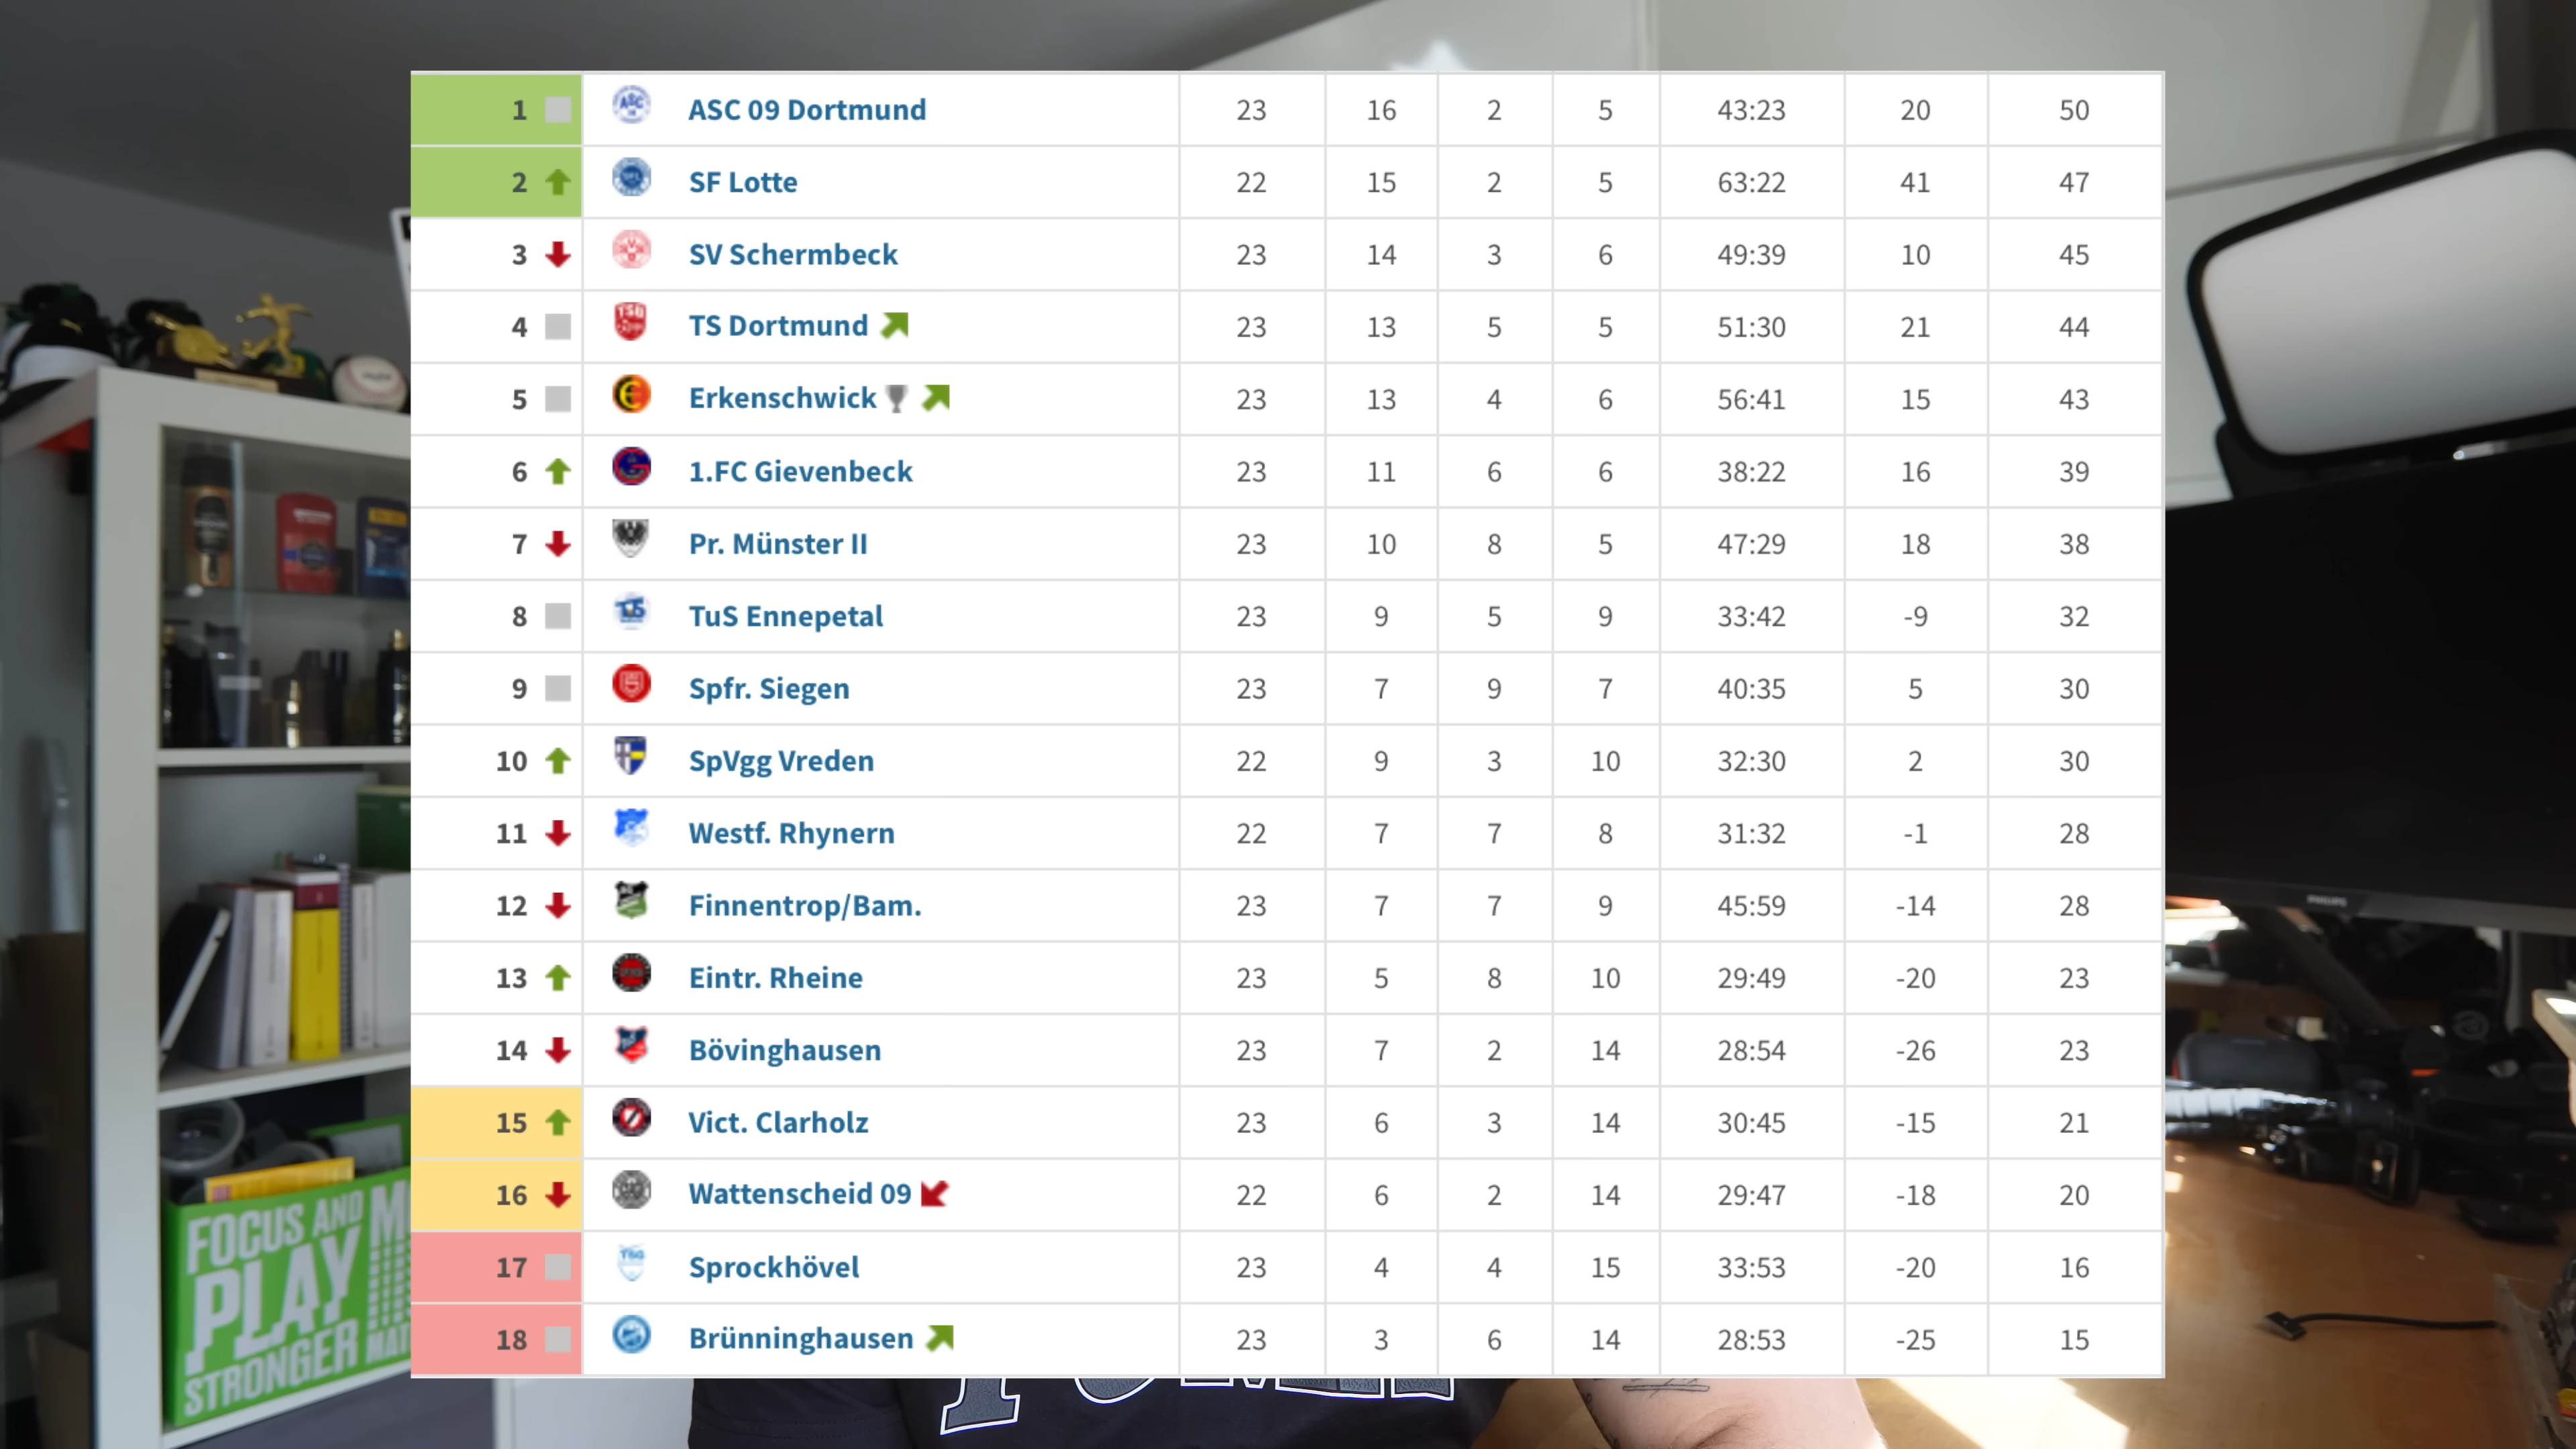 1 ASC 09 Dortmund 23 16 2 5 43:23 20 50
2 SF Lotte 22 15 2 5 63:22 41 47
3 SV Schermbeck 23 14 3 6 49:39 10 45
4 TS Dortmund 23 13 5 5 51:30 21 44
5 Erkenschwick 23 13 4 6 56:41 15 43
6 1.FC Gievenbeck 23 11 6 6 38:22 16 39
7 Pr. Münster II 23 10 8 5 47:29 18 38
8 TuS Ennepetal 23 9 5 9 33:42 -9 32
9 Spfr. Siegen 23 7 9 7 40:35 5 30
10 SpVgg Vreden 22 9 3 10 32:30 2 30
11 Westf. Rhynern 22 7 7 8 31:32 -1 28
12 Finnentrop/Bam. 23 7 7 9 45:59 -14 28
13 Eintr. Rheine 23 5 8 10 29:49 -20 23
14 Bövinghausen 23 7 2 14 28:54 -26 23
15 Vict. Clarholz 23 6 3 14 30:45 -15 21
16 Wattenscheid 09 22 6 2 14 29:47 -18 20
17 Sprockhövel 23 4 4 15 33:53 -20 16
18 Brünninghausen 23 3 6 14 28:53 -25 15
FOCUS AND
PLAY
STRONGER
PHILIPS